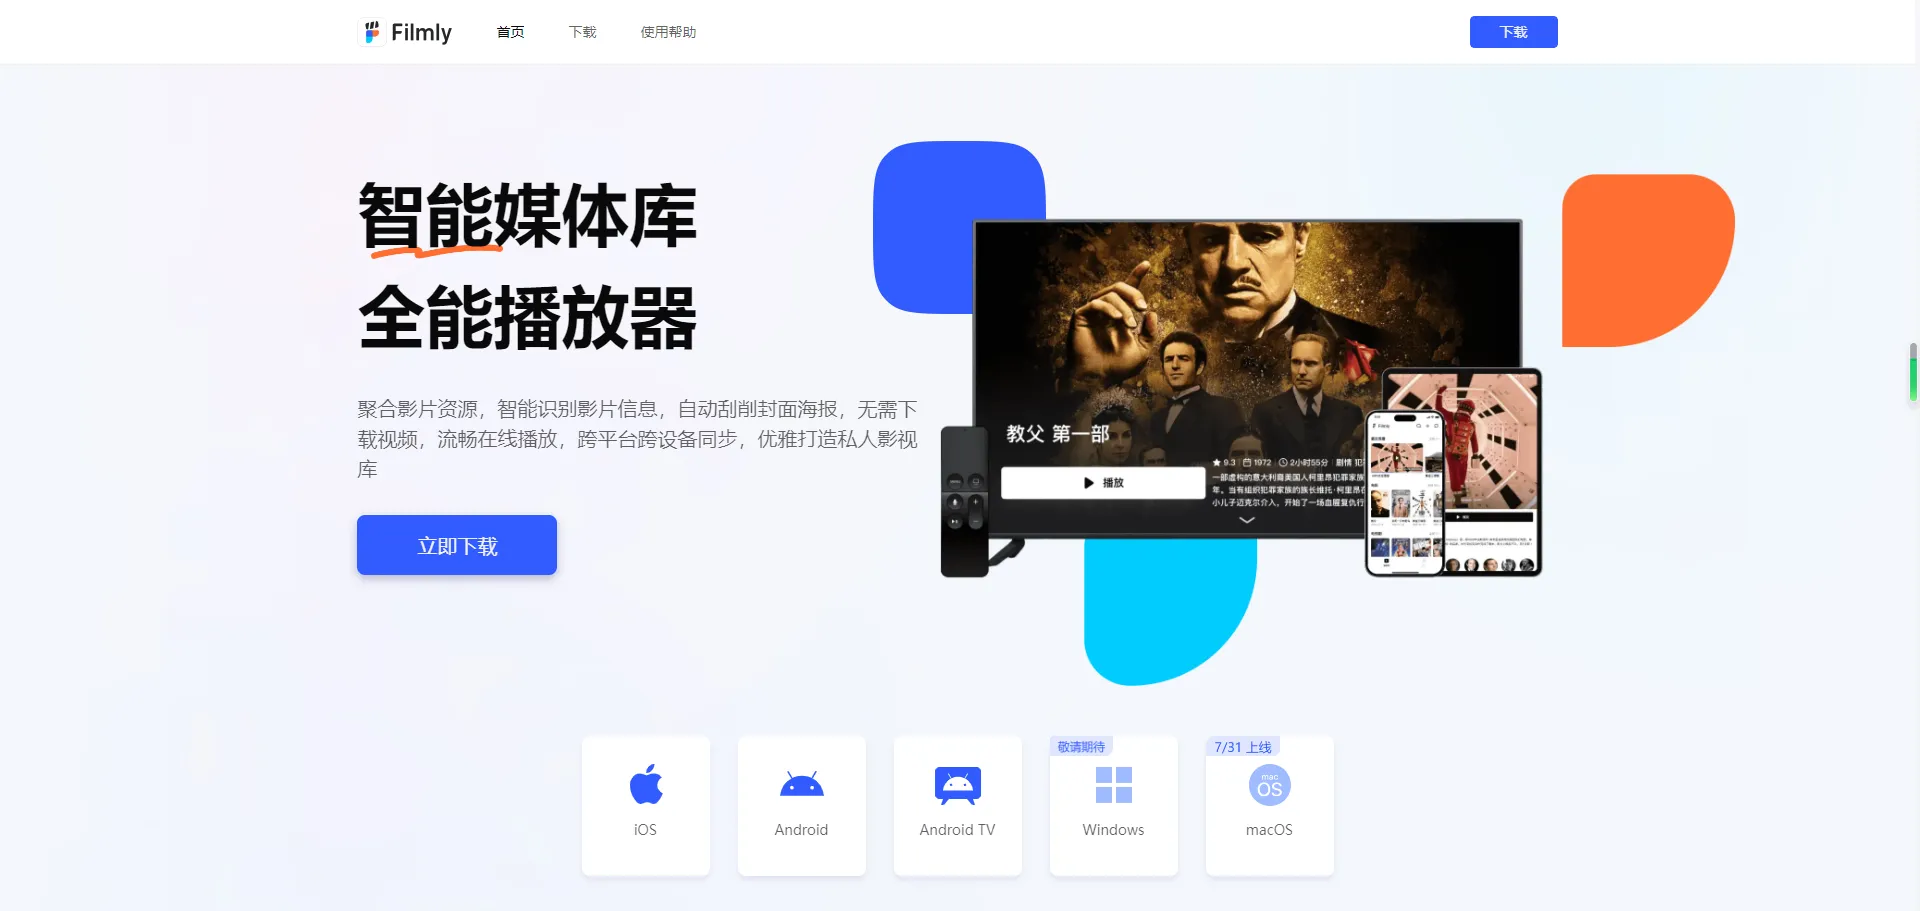 Filmly
首页
下载
使用帮助
下载
智能媒体库
全能播放器
聚合影片资源，智能识别影片信息，自动刮削封面海报，无需下
载视频，流畅在线播放，跨平台跨设备同步，优雅打造私人影视
库
立即下载
教父 第一部
播放
9.3 1972 2小时55分 剧情 犯
一部虚构的意大利裔美国人柯里昂犯罪家族
年。当有组织犯罪家族的族长维托·柯里昂在
小儿子迈克尔介入，开始了一场血腥复仇行
Filmly
播放
iOS
Android
Android TV
敬请期待
Windows
7/31 上线
mac
OS
macOS